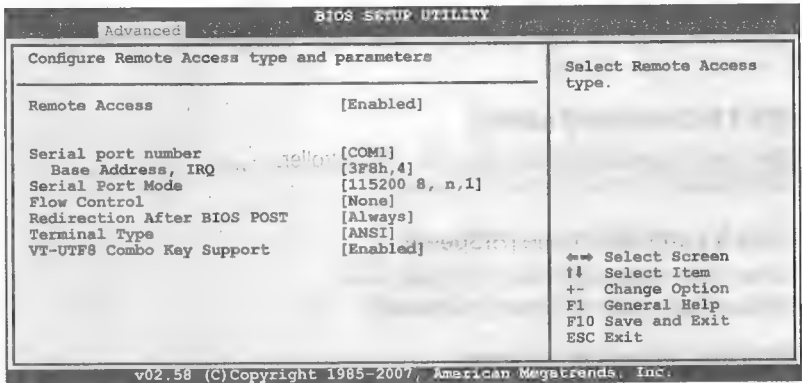 BIOS SETUP UTILITY
Advanced
Configure Remote Access type and parameters
Remote Access [Enabled]
Serial port number [COM1]
Base Address, IRQ [3F8h,4]
Serial Port Mode [115200 8, n,1]
Flow Control [None]
Redirection After BIOS POST [Always]
Terminal Type [ANSI]
VT-UTF8 Combo Key Support [Enabled]
Select Remote Access
type.
←→ Select Screen
↑↓ Select Item
+- Change Option
F1 General Help
F10 Save and Exit
ESC Exit
v02.58 (C)Copyright 1985-2007, American Megatrends, Inc.